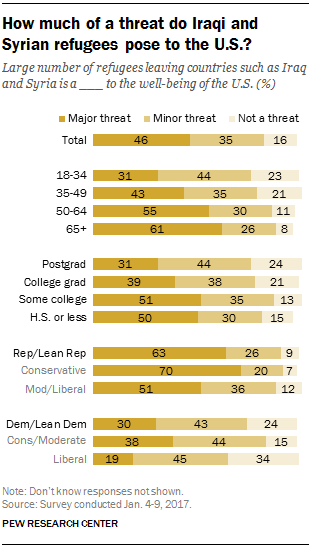 How much of a threat do Iraqi and
Syrian refugees pose to the U.S.?
Large number of refugees leaving countries such as Iraq
and Syria is a ____ to the well-being of the U.S. (%)
Major threat Minor threat Not a threat
Total 46 35 16
18-34 31 44 23
35-49 43 35 21
50-64 55 30 11
65+ 61 26 8
Postgrad 31 44 24
College grad 39 38 21
Some college 51 35 13
H.S. or less 50 30 15
Rep/Lean Rep 63 26 9
Conservative 70 20 7
Mod/Liberal 51 36 12
Dem/Lean Dem 30 43 24
Cons/Moderate 38 44 15
Liberal 19 45 34
Note: Don't know responses not shown.
Source: Survey conducted Jan. 4-9, 2017.
PEW RESEARCH CENTER